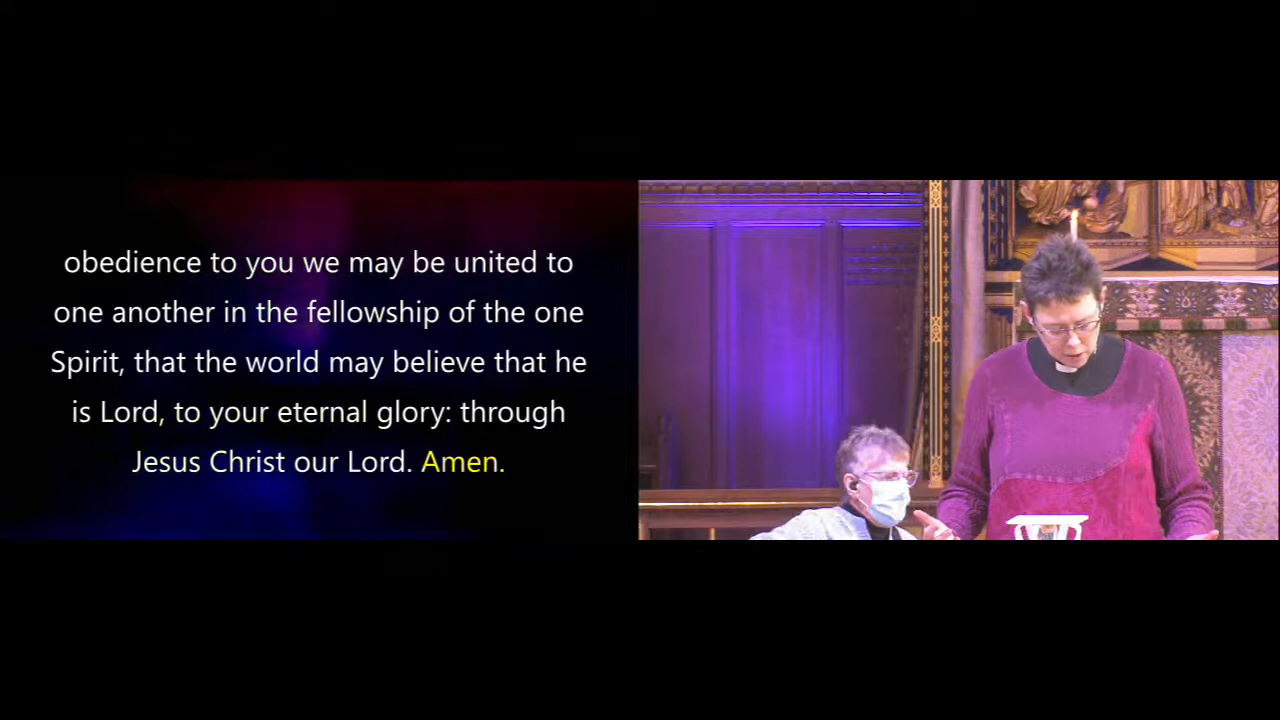 obedience to you we may be united to
one another in the fellowship of the one
Spirit, that the world may believe that he
is Lord, to your eternal glory: through
Jesus Christ our Lord. Amen.